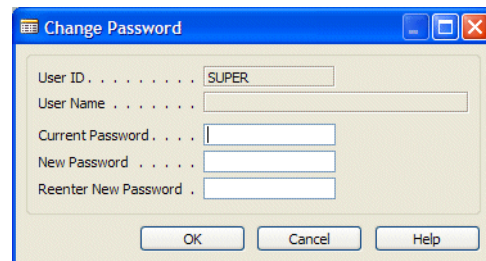 Change Password
User ID . . . . . . . . . SUPER
User Name . . . . . . .
Current Password . . . .
New Password . . . . .
Reenter New Password .
OK Cancel Help